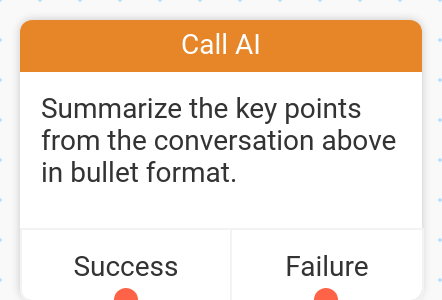 Call AI
Summarize the key points
from the conversation above
in bullet format.
Success
Failure